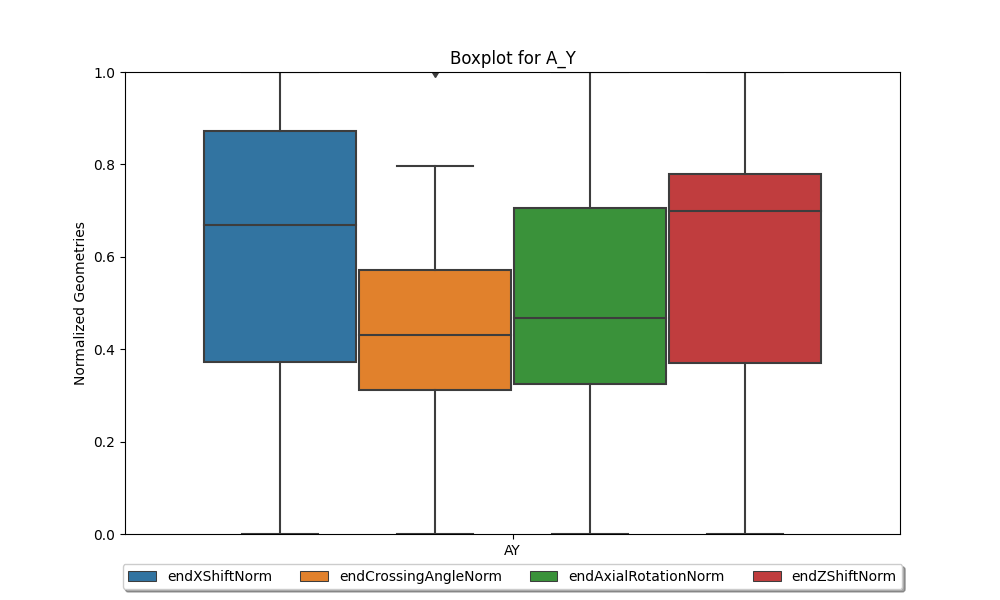 Boxplot for A_Y
1.0
0.8
0.6
0.4
0.2
0.0
Normalized Geometries
AY
endXShiftNorm endCrossingAngleNorm endAxialRotationNorm endZShiftNorm